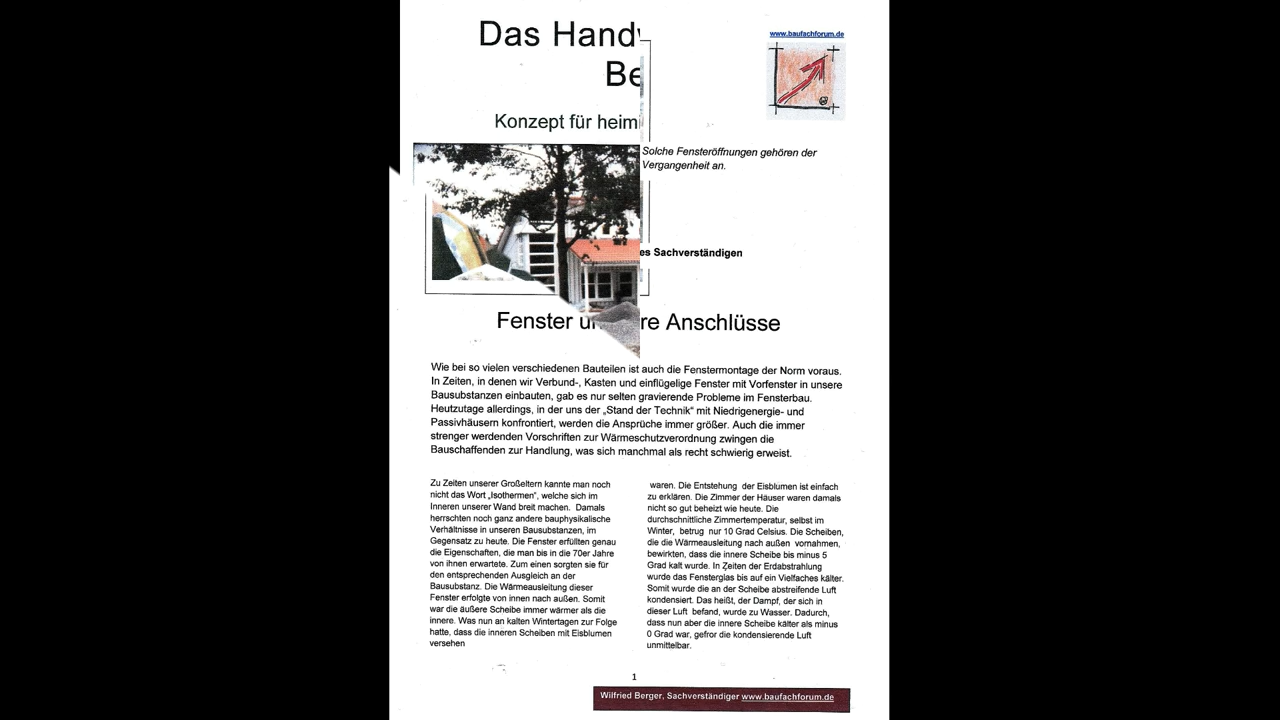 Das Hand
www.baufachforum.de
Be
Konzept für heim
Solche Fensteröffnungen gehören der
Vergangenheit an.
es Sachverständigen
Fenster u re Anschlüsse
Wie bei so vielen verschiedenen Bauteilen ist auch die Fenstermontage der Norm voraus.
In Zeiten, in denen wir Verbund-, Kasten und einflügelige Fenster mit Vorfenster in unsere
Bausubstanzen einbauten, gab es nur selten gravierende Probleme im Fensterbau.
Heutzutage allerdings, in der uns der „Stand der Technik“ mit Niedrigenergie- und
Passivhäusern konfrontiert, werden die Ansprüche immer größer. Auch die immer
strenger werdenden Vorschriften zur Wärmeschutzverordnung zwingen die
Bauschaffenden zur Handlung, was sich manchmal als recht schwierig erweist.
Zu Zeiten unserer Großeltern kannte man noch
nicht das Wort „Isothermen“, welche sich im
Inneren unserer Wand breit machen. Damals
herrschten noch ganz andere bauphysikalische
Verhältnisse in unseren Bausubstanzen, im
Gegensatz zu heute. Die Fenster erfüllten genau
die Eigenschaften, die man bis in die 70er Jahre
von ihnen erwartete. Zum einen sorgten sie für
den entsprechenden Ausgleich an der
Bausubstanz. Die Wärmeausleitung dieser
Fenster erfolgte von innen nach außen. Somit
war die äußere Scheibe immer wärmer als die
innere. Was nun an kalten Wintertagen zur Folge
hatte, dass die inneren Scheiben mit Eisblumen
versehen
waren. Die Entstehung der Eisblumen ist einfach
zu erklären. Die Zimmer der Häuser waren damals
nicht so gut beheizt wie heute. Die
durchschnittliche Zimmertemperatur, selbst im
Winter, betrug nur 10 Grad Celsius. Die Scheiben,
die die Wärmeausleitung nach außen vornahmen,
bewirkten, dass die innere Scheibe bis minus 5
Grad kalt wurde. In Zeiten der Erdabstrahlung
wurde das Fensterglas bis auf ein Vielfaches kälter.
Somit wurde die an der Scheibe abstreifende Luft
kondensiert. Das heißt, der Dampf, der sich in
dieser Luft befand, wurde zu Wasser. Dadurch,
dass nun aber die innere Scheibe kälter als minus
0 Grad war, gefror die kondensierende Luft
unmittelbar.
1
Wilfried Berger, Sachverständiger www.baufachforum.de